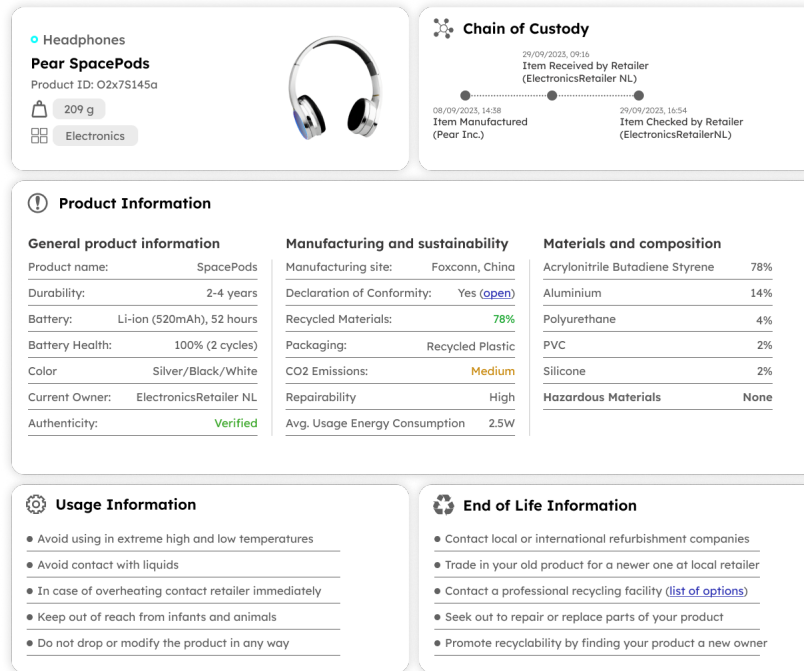 Headphones
Pear SpacePods
Product ID: O2x7S145a
209 g
Electronics
Chain of Custody
29/09/2023, 09:16
Item Received by Retailer
(ElectronicsRetailer NL)
08/09/2023, 14:38
Item Manufactured
(Pear Inc.)
29/09/2023, 16:54
Item Checked by Retailer
(ElectronicsRetailerNL)
Product Information
General product information
Product name: SpacePods
Durability: 2-4 years
Battery: Li-ion (520mAh), 52 hours
Battery Health: 100% (2 cycles)
Color Silver/Black/White
Current Owner: ElectronicsRetailer NL
Authenticity: Verified
Manufacturing and sustainability
Manufacturing site: Foxconn, China
Declaration of Conformity: Yes (open)
Recycled Materials: 78%
Packaging: Recycled Plastic
CO2 Emissions: Medium
Repairability High
Avg. Usage Energy Consumption 2.5W
Materials and composition
Acrylonitrile Butadiene Styrene 78%
Aluminium 14%
Polyurethane 4%
PVC 2%
Silicone 2%
Hazardous Materials None
Usage Information
● Avoid using in extreme high and low temperatures
● Avoid contact with liquids
● In case of overheating contact retailer immediately
● Keep out of reach from infants and animals
● Do not drop or modify the product in any way
End of Life Information
● Contact local or international refurbishment companies
● Trade in your old product for a newer one at local retailer
● Contact a professional recycling facility (list of options)
● Seek out to repair or replace parts of your product
● Promote recyclability by finding your product a new owner